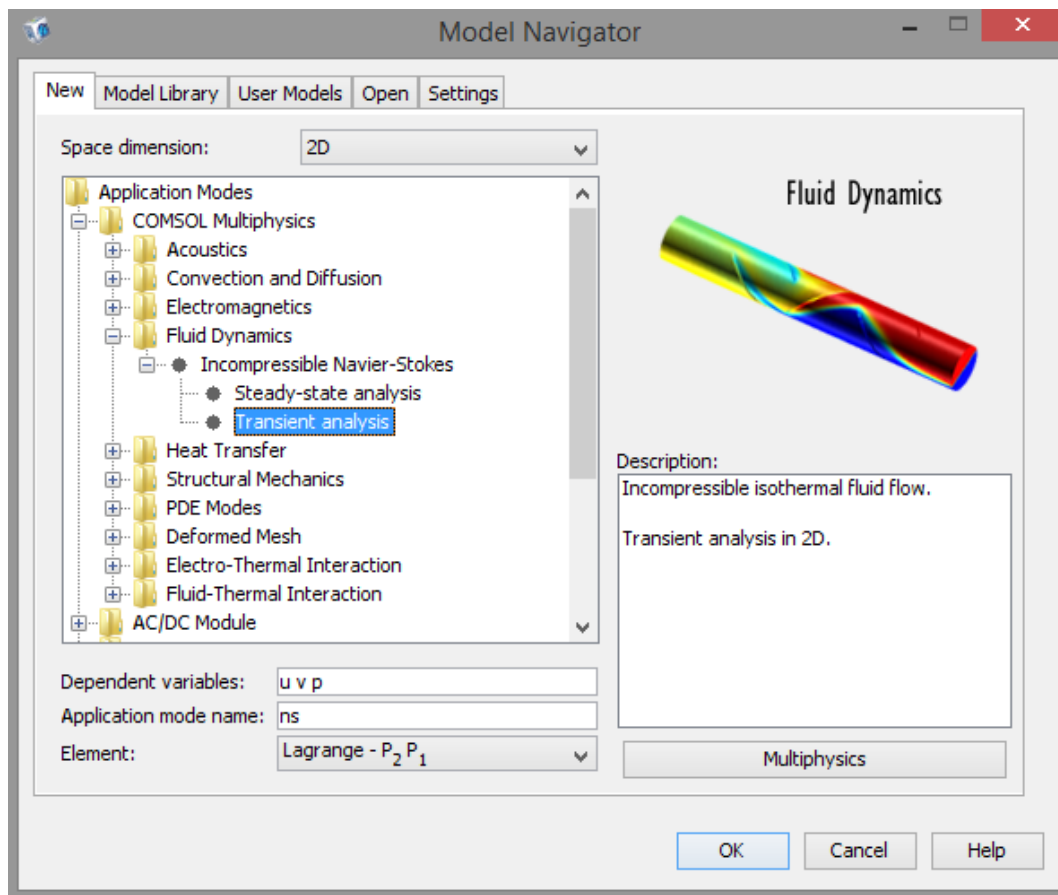 Model Navigator
New Model Library User Models Open Settings
Space dimension: 2D
Application Modes
COMSOL Multiphysics
Acoustics
Convection and Diffusion
Electromagnetics
Fluid Dynamics
Incompressible Navier-Stokes
Steady-state analysis
Transient analysis
Heat Transfer
Structural Mechanics
PDE Modes
Deformed Mesh
Electro-Thermal Interaction
Fluid-Thermal Interaction
AC/DC Module
Dependent variables: u v p
Application mode name: ns
Element: Lagrange - P₂ P₁
Fluid Dynamics
Description:
Incompressible isothermal fluid flow.
Transient analysis in 2D.
Multiphysics
OK Cancel Help